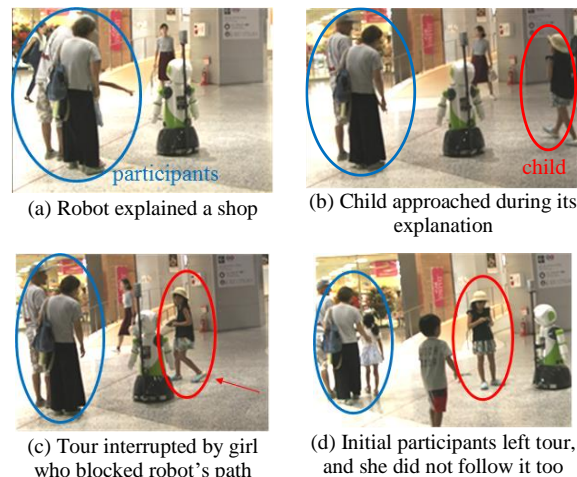 participants
(a) Robot explained a shop
child
(b) Child approached during its
explanation
(c) Tour interrupted by girl
who blocked robot's path
(d) Initial participants left tour,
and she did not follow it too